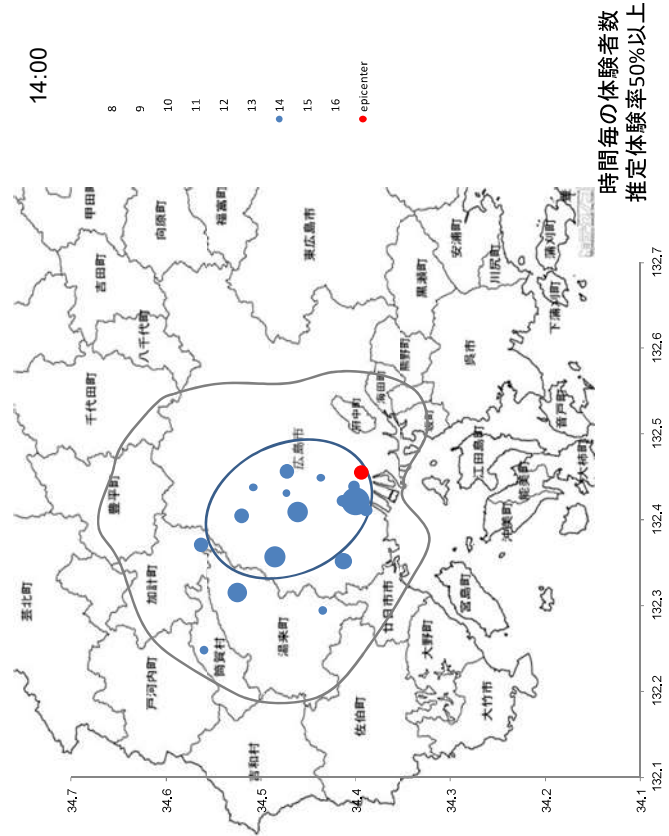 14:00
8
9
10
11
12
13
14
15
16
epicenter
時間毎の体験者数
推定体験率50%以上
芸北町
千代田町
吉田町
甲田町
八千代町
向原町
豊平町
加計町
戸河内町
筒賀村
福富町
広島市
東広島市
湯来町
吉和村
佐伯町
廿日市市
府中町
海田町
熊野町
黒瀬町
安浦町
川尻町
呉市
宮島町
大野町
大竹市
江田島町
能美町
沖美町
大柿町
音戸町
下蒲刈町
蒲刈町
34.7
34.6
34.5
34.4
34.3
34.2
34.1
132.1
132.2
132.3
132.4
132.5
132.6
132.7